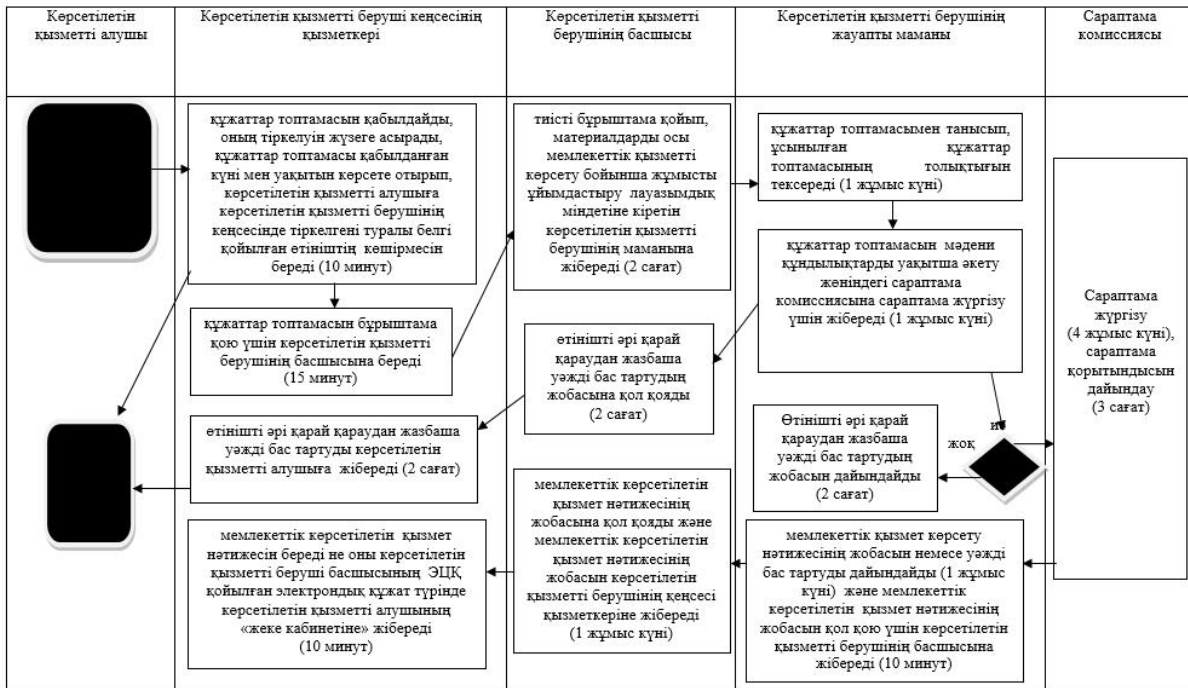 Көрсетілетін
қызметті алушы
Көрсетілетін қызметті беруші кеңсесінің
қызметкері
Көрсетілетін қызметті
берушінің басшысы
Көрсетілетін қызметті берушінің
жауапты маманы
Сараптама
комиссиясы
құжаттар топтамасын қабылдайды,
оның тіркелуін жүзеге асырады,
құжаттар топтамасы қабылданған
күні мен уақытын көрсете отырып,
көрсетілетін қызметті алушыға
көрсетілетін қызметті берушінің
кеңсесінде тіркелгені туралы белгі
қойылған өтініштің көшірмесін
береді (10 минут)
құжаттар топтамасын бұрыштама
қою үшін көрсетілетін қызметті
берушінің басшысына береді
(15 минут)
өтінішті әрі қарай қараудан жазбаша
уәжді бас тартуды көрсетілетін
қызметті алушыға жібереді (2 сағат)
мемлекеттік көрсетілетін қызмет
нәтижесін береді не оны көрсетілетін
қызметті беруші басшысының ЭЦҚ
қойылған электрондық құжат түрінде
көрсетілетін қызметті алушының
«жеке кабинетіне» жібереді
(10 минут)
тиісті бұрыштама қойып,
материалдарды осы
мемлекеттік қызметті
көрсету бойынша жұмысты
ұйымдастыру лауазымдық
міндетіне кіретін
көрсетілетін қызметті
берушінің маманына
жібереді (2 сағат)
өтінішті әрі қарай
қараудан жазбаша
уәжді бас тартудың
жобасына қол қояды
(2 сағат)
мемлекеттік көрсетілетін
қызмет нәтижесінің
жобасына қол қояды және
мемлекеттік көрсетілетін
қызмет нәтижесінің
жобасын көрсетілетін
қызметті берушінің кеңсесі
қызметкеріне жібереді
(1 жұмыс күні)
құжаттар топтамасымен танысып,
ұсынылған құжаттар
топтамасының толықтығын
тексереді (1 жұмыс күні)
құжаттар топтамасын мәдени
құндылықтарды уақытша әкету
жөніндегі сараптама
комиссиясына сараптама жүргізу
үшін жібереді (1 жұмыс күні)
Өтінішті әрі қарай
қараудан жазбаша
уәжді бас тартудың
жобасын дайындайды
(2 сағат)
жоқ
мемлекеттік қызмет көрсету
нәтижесінің жобасын немесе уәжді
бас тартуды дайындайды (1 жұмыс
күні) және мемлекеттік
көрсетілетін қызмет нәтижесінің
жобасын қол қою үшін көрсетілетін
қызметті берушінің басшысына
жібереді (10 минут)
Сараптама
жүргізу
(4 жұмыс күні),
сараптама
қорытындысын
дайындау
(3 сағат)